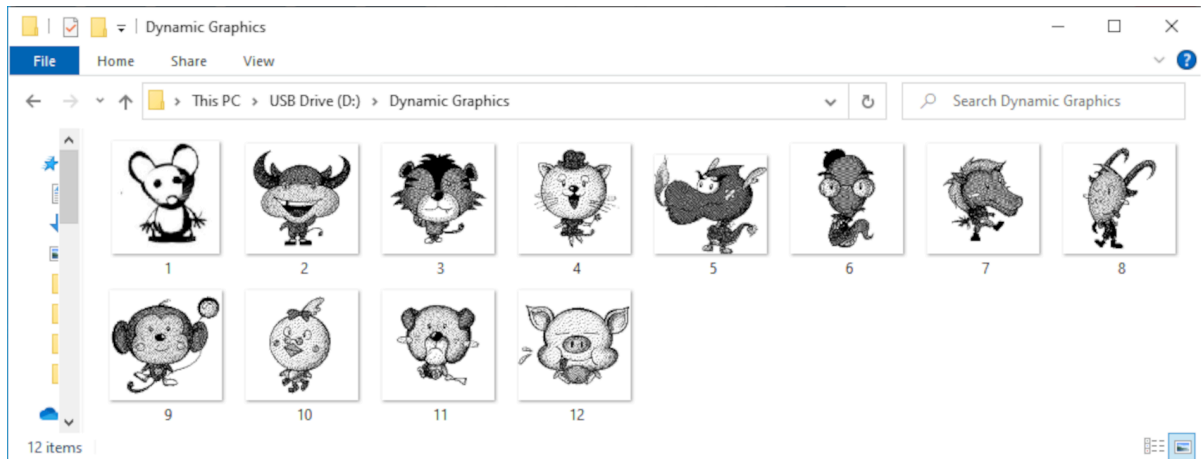 Dynamic Graphics
File Home Share View
This PC USB Drive (D:) Dynamic Graphics Search Dynamic Graphics
1 2 3 4 5 6 7 8
9 10 11 12
12 items